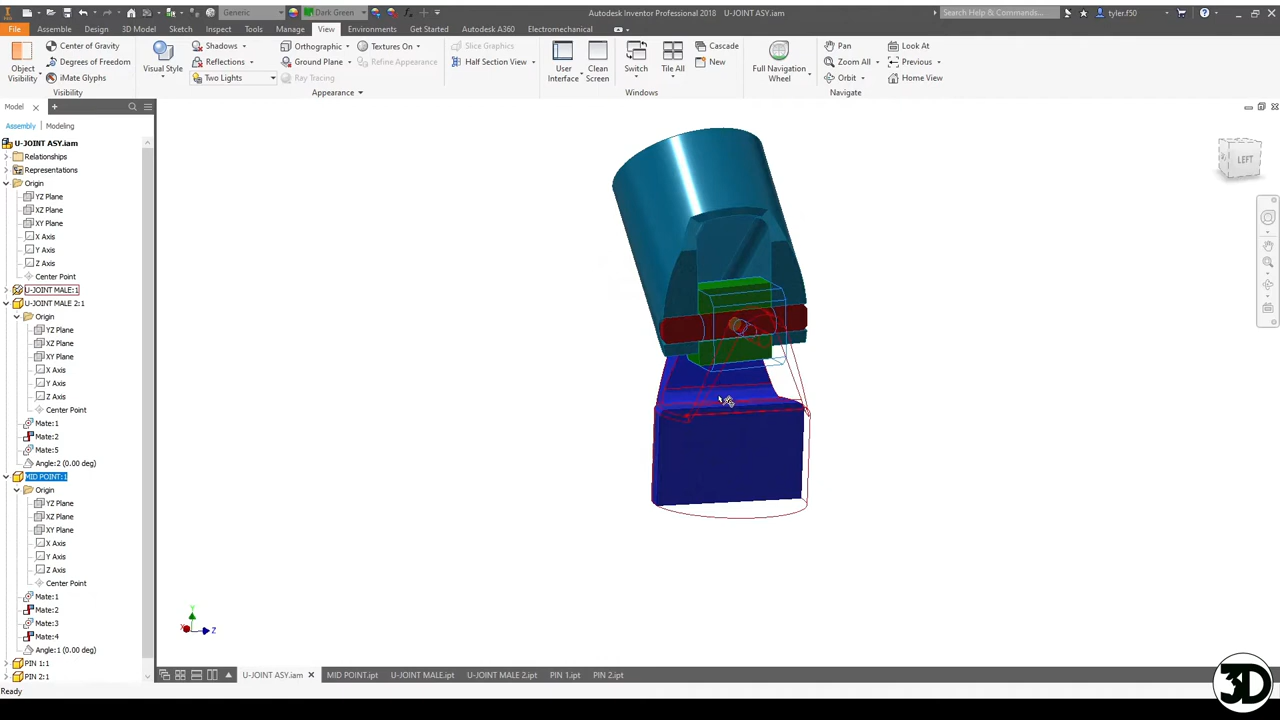 Generic
Dark Green
Autodesk Inventor Professional 2018 U-JOINT ASY.iam
Search Help & Commands...
tyler.f50
File Assemble Design 3D Model Sketch Inspect Tools Manage View Environments Get Started Autodesk A360 Electromechanical
Object Visibility
Center of Gravity
Degrees of Freedom
iMate Glyphs
Visibility
Visual Style
Shadows
Reflections
Two Lights
Orthographic
Ground Plane
Ray Tracing
Textures On
Refine Appearance
Appearance
Slice Graphics
Half Section View
User Interface
Clean Screen
Switch
Tile All
Cascade
New
Windows
Full Navigation Wheel
Pan
Zoom All
Orbit
Look At
Previous
Home View
Navigate
Model
Assembly Modeling
U-JOINT ASY.iam
Relationships
Representations
Origin
YZ Plane
XZ Plane
XY Plane
X Axis
Y Axis
Z Axis
Center Point
U-JOINT MALE:1
U-JOINT MALE 2:1
Origin
YZ Plane
XZ Plane
XY Plane
X Axis
Y Axis
Z Axis
Center Point
Mate:1
Mate:2
Mate:5
Angle:2 (0.00 deg)
MID POINT:1
Origin
YZ Plane
XZ Plane
XY Plane
X Axis
Y Axis
Z Axis
Center Point
Mate:1
Mate:2
Mate:3
Mate:4
Angle:1 (0.00 deg)
PIN 1:1
PIN 2:1
LEFT
Y
X
Z
U-JOINT ASY.iam MID POINT.ipt U-JOINT MALE.ipt U-JOINT MALE 2.ipt PIN 1.ipt PIN 2.ipt
Ready
3D